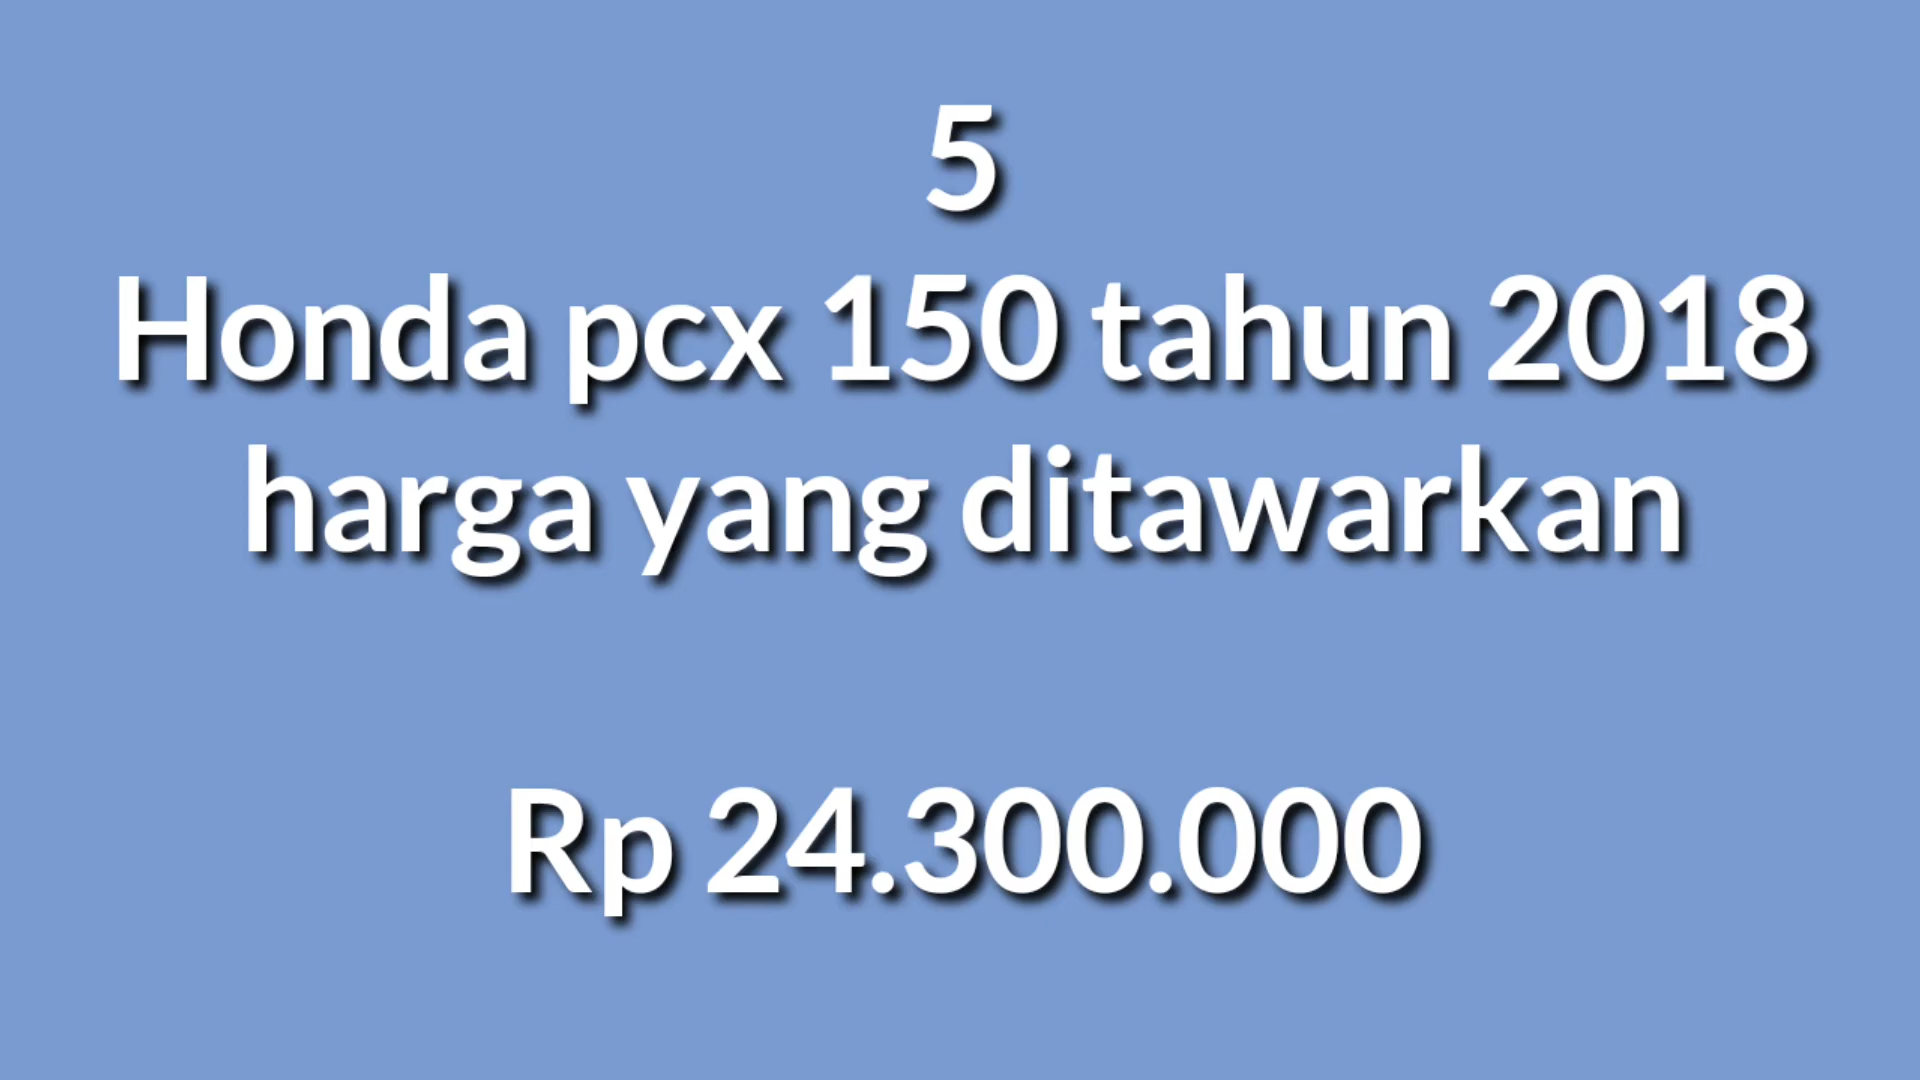 5
Honda pcx 150 tahun 2018
harga yang ditawarkan
Rp 24.300.000